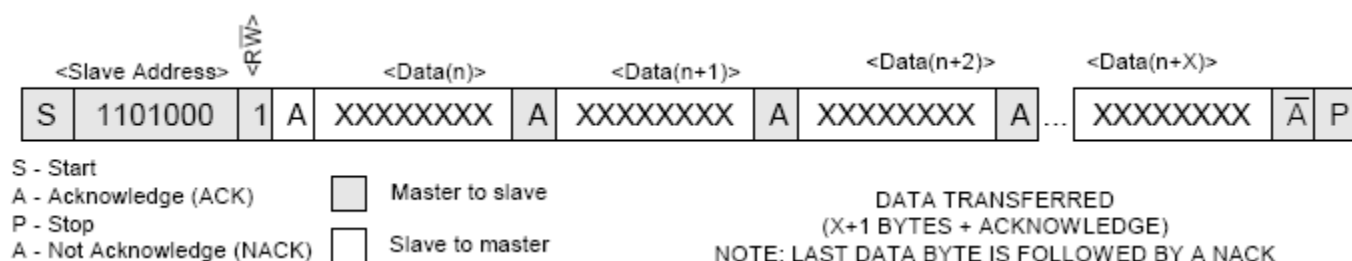 <Slave Address> <RW̅> <Data(n)> <Data(n+1)> <Data(n+2)> <Data(n+X)>
S 1101000 1 A XXXXXXXX A XXXXXXXX A XXXXXXXX A ... XXXXXXXX A̅ P
S - Start
A - Acknowledge (ACK) Master to slave DATA TRANSFERRED
P - Stop (X+1 BYTES + ACKNOWLEDGE)
A - Not Acknowledge (NACK) Slave to master NOTE: LAST DATA BYTE IS FOLLOWED BY A NACK